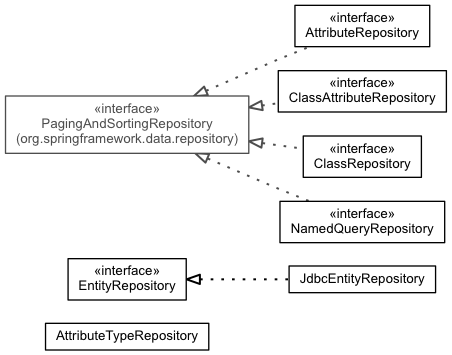 «interface»
AttributeRepository
«interface»
ClassAttributeRepository
«interface»
PagingAndSortingRepository
(org.springframework.data.repository)
«interface»
ClassRepository
«interface»
NamedQueryRepository
«interface»
EntityRepository
JdbcEntityRepository
AttributeTypeRepository